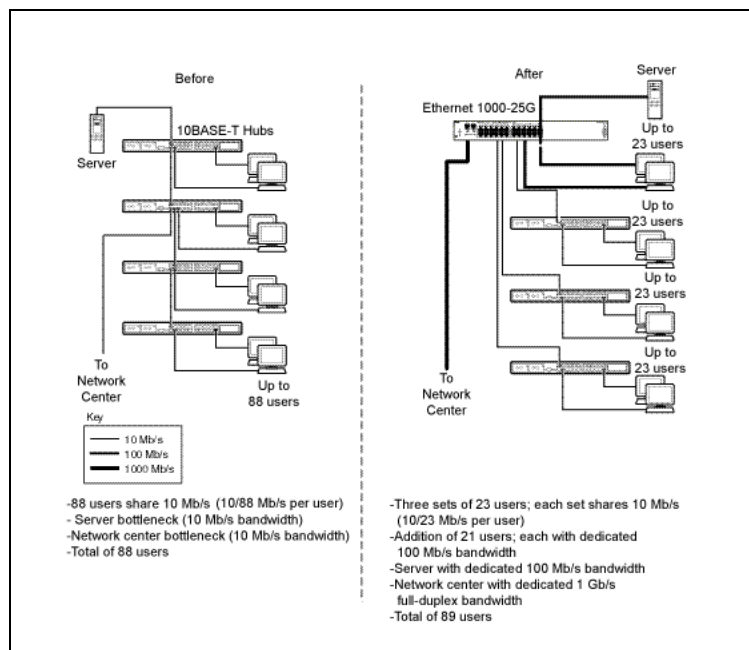 Before
10BASE-T Hubs
Server
To
Network
Center
Up to
88 users
Key
10 Mb/s
100 Mb/s
1000 Mb/s
-88 users share 10 Mb/s (10/88 Mb/s per user)
- Server bottleneck (10 Mb/s bandwidth)
-Network center bottleneck (10 Mb/s bandwidth)
-Total of 88 users
After
Server
Ethernet 1000-25G
Up to
23 users
Up to
23 users
Up to
23 users
Up to
23 users
To
Network
Center
-Three sets of 23 users; each set shares 10 Mb/s
(10/23 Mb/s per user)
-Addition of 21 users; each with dedicated
100 Mb/s bandwidth
-Server with dedicated 100 Mb/s bandwidth
-Network center with dedicated 1 Gb/s
full-duplex bandwidth
-Total of 89 users